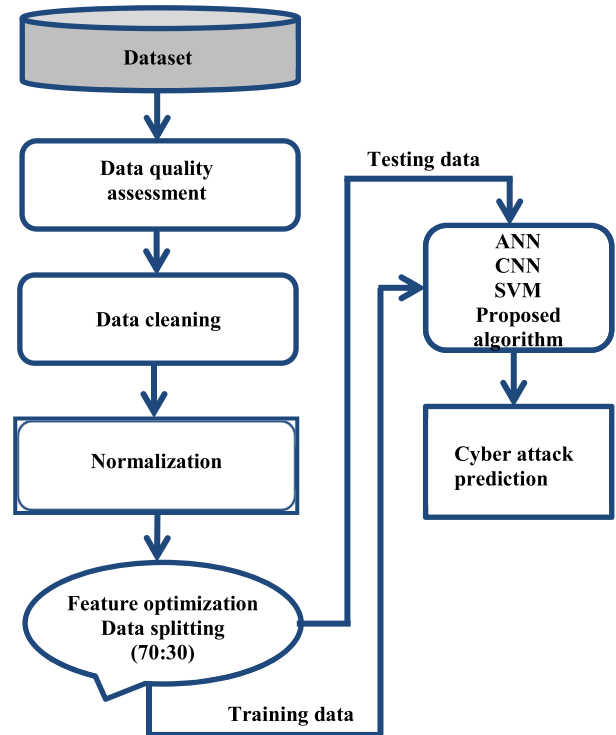 Dataset
Data quality
assessment
Data cleaning
Normalization
Feature optimization
Data splitting
(70:30)
Testing data
Training data
ANN
CNN
SVM
Proposed
algorithm
Cyber attack
prediction